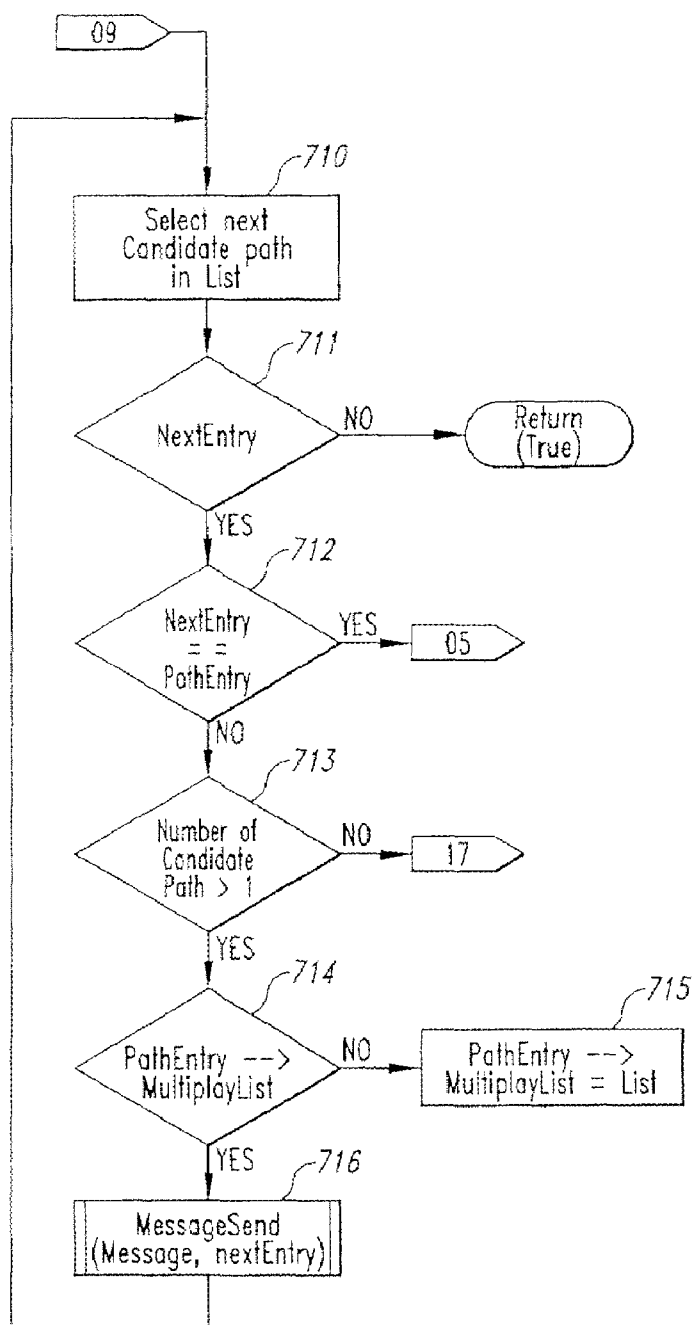 09
710
Select next
Candidate path
in List
711
NextEntry
NO
Return
(True)
YES
712
NextEntry
= =
PathEntry
YES
05
NO
713
Number of
Candidate
Path > 1
NO
17
YES
714
PathEntry -->
MultiplayList
NO
715
PathEntry -->
MultiplayList = List
YES
716
MessageSend
(Message, nextEntry)